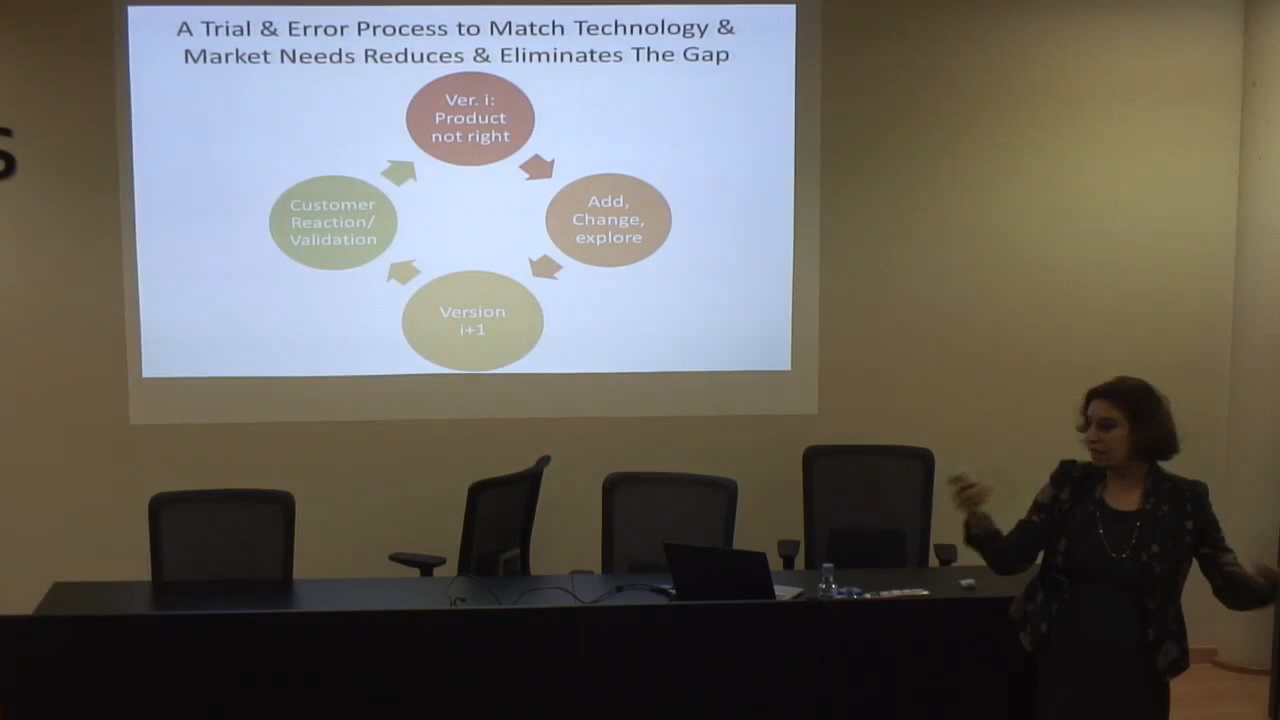 A Trial & Error Process to Match Technology &
Market Needs Reduces & Eliminates The Gap
Ver. i:
Product
not right
Add,
Change,
explore
Version
i+1
Customer
Reaction/
Validation